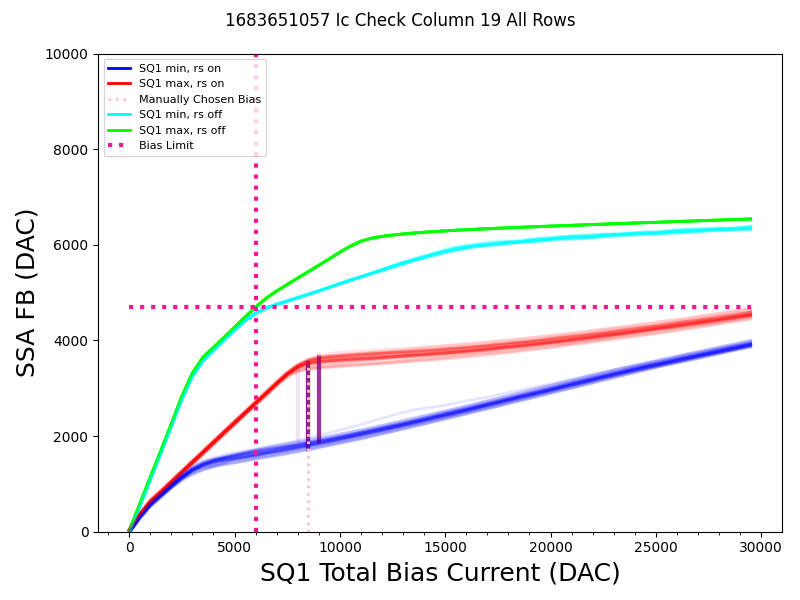 1683651057 Ic Check Column 19 All Rows
10000
8000
6000
4000
2000
0
SSA FB (DAC)
SQ1 min, rs on
SQ1 max, rs on
Manually Chosen Bias
SQ1 min, rs off
SQ1 max, rs off
Bias Limit
0 5000 10000 15000 20000 25000 30000
SQ1 Total Bias Current (DAC)